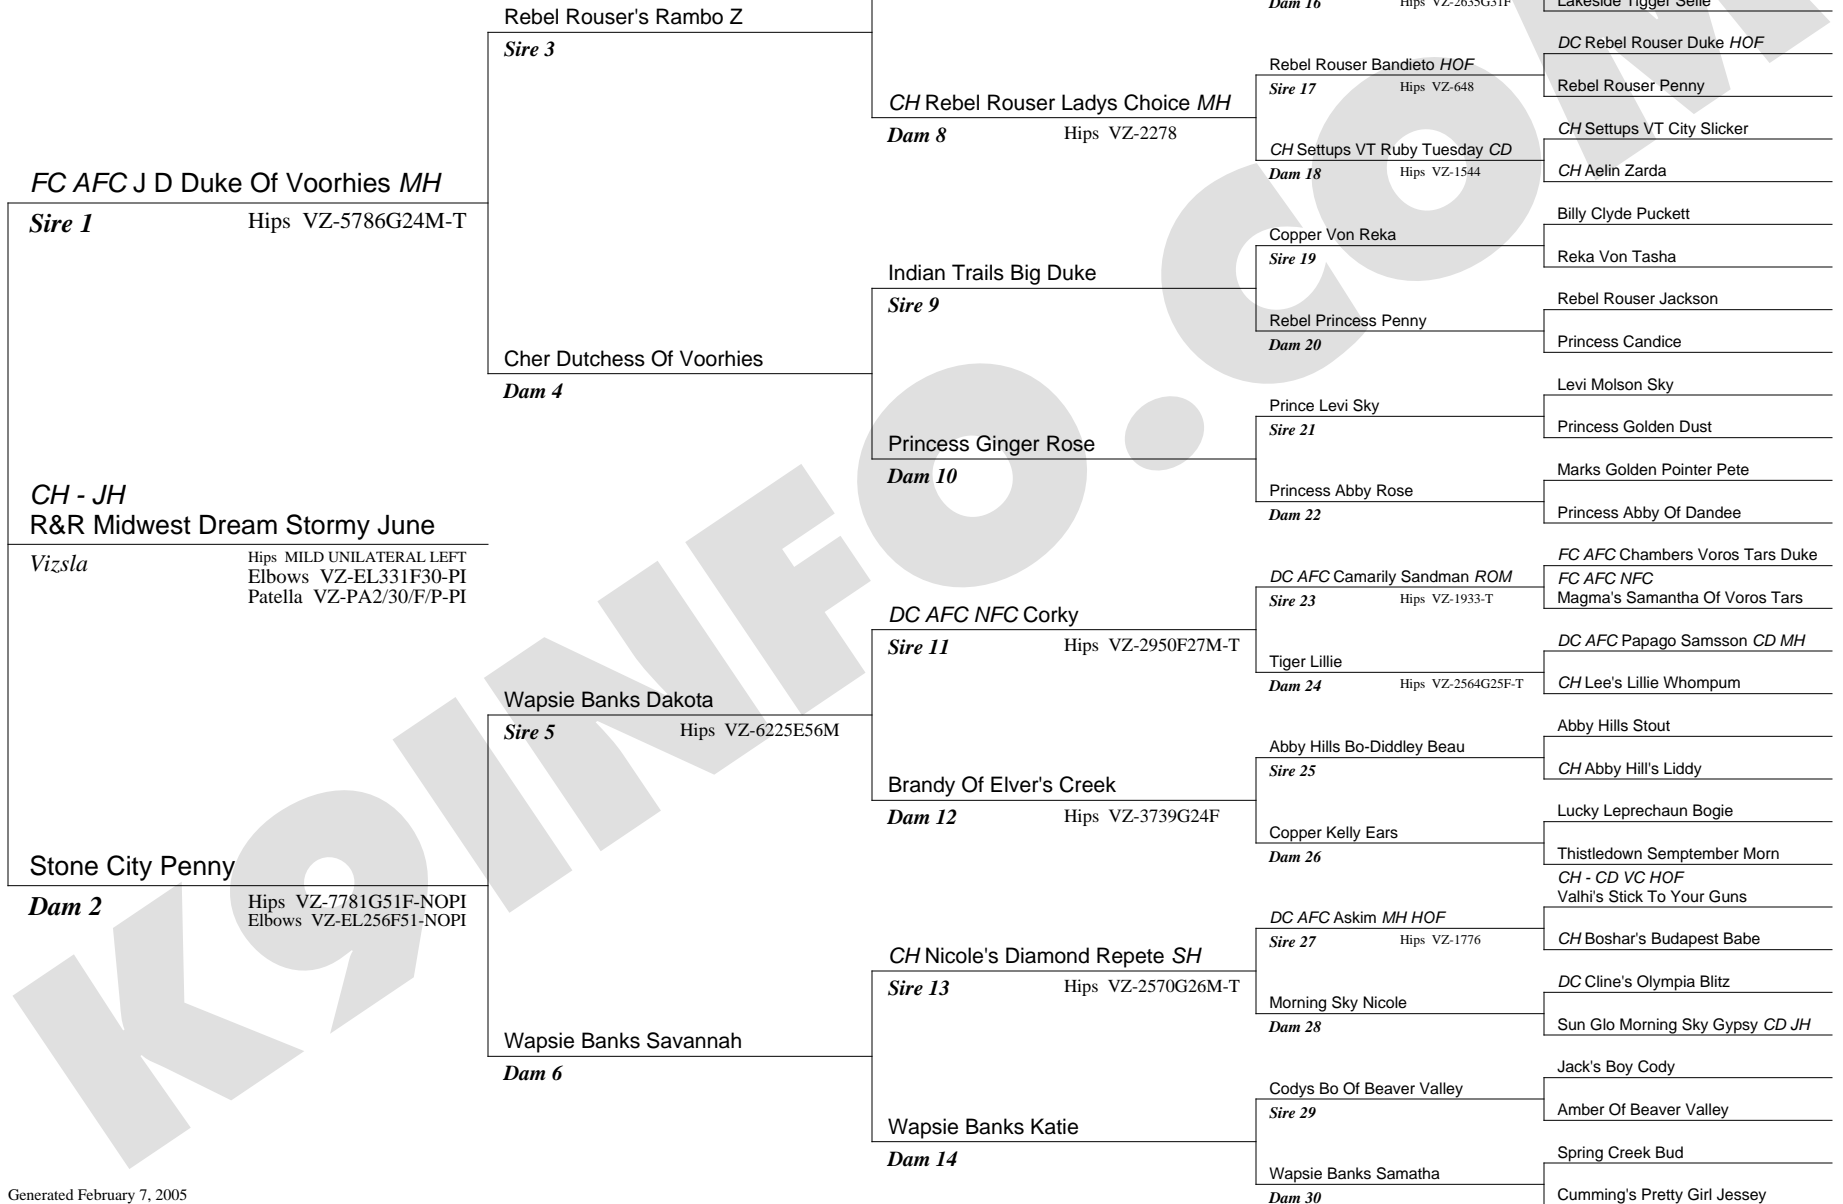 Rebel Rouser's Rambo Z
Sire 3
CH Rebel Rouser Ladys Choice MH
Dam 8 Hips VZ-2278
FC AFC J D Duke Of Voorhies MH
Sire 1 Hips VZ-5786G24M-T
Indian Trails Big Duke
Sire 9
Cher Dutchess Of Voorhies
Dam 4
Princess Ginger Rose
Dam 10
CH - JH
R&R Midwest Dream Stormy June
Vizsla
Hips MILD UNILATERAL LEFT
Elbows VZ-EL331F30-PI
Patella VZ-PA2/30/F/P-PI
DC AFC NFC Corky
Sire 11 Hips VZ-2950F27M-T
Wapsie Banks Dakota
Sire 5 Hips VZ-6225E56M
Brandy Of Elver's Creek
Dam 12 Hips VZ-3739G24F
Stone City Penny
Dam 2
Hips VZ-7781G51F-NOPI
Elbows VZ-EL256F51-NOPI
CH Nicole's Diamond Repete SH
Sire 13 Hips VZ-2570G26M-T
Wapsie Banks Savannah
Dam 6
Wapsie Banks Katie
Dam 14
Dam 16 Hips VZ-2635G31F
Lakeside Tigger Selle
Rebel Rouser Bandieto HOF
Sire 17 Hips VZ-648
DC Rebel Rouser Duke HOF
Rebel Rouser Penny
CH Settups VT Ruby Tuesday CD
Dam 18 Hips VZ-1544
CH Settups VT City Slicker
CH Aelin Zarda
Copper Von Reka
Sire 19
Billy Clyde Puckett
Reka Von Tasha
Rebel Princess Penny
Dam 20
Rebel Rouser Jackson
Princess Candice
Prince Levi Sky
Sire 21
Levi Molson Sky
Princess Golden Dust
Princess Abby Rose
Dam 22
Marks Golden Pointer Pete
Princess Abby Of Dandee
DC AFC Camarily Sandman ROM
Sire 23 Hips VZ-1933-T
FC AFC Chambers Voros Tars Duke
FC AFC NFC
Magma's Samantha Of Voros Tars
Tiger Lillie
Dam 24 Hips VZ-2564G25F-T
DC AFC Papago Samsson CD MH
CH Lee's Lillie Whompum
Abby Hills Bo-Diddley Beau
Sire 25
Abby Hills Stout
CH Abby Hill's Liddy
Copper Kelly Ears
Dam 26
Lucky Leprechaun Bogie
Thistledown Semptember Morn
DC AFC Askim MH HOF
Sire 27 Hips VZ-1776
CH - CD VC HOF
Valhi's Stick To Your Guns
CH Boshar's Budapest Babe
Morning Sky Nicole
Dam 28
DC Cline's Olympia Blitz
Sun Glo Morning Sky Gypsy CD JH
Codys Bo Of Beaver Valley
Sire 29
Jack's Boy Cody
Amber Of Beaver Valley
Wapsie Banks Samatha
Dam 30
Spring Creek Bud
Cumming's Pretty Girl Jessey
Generated February 7, 2005
K9INFO.COM